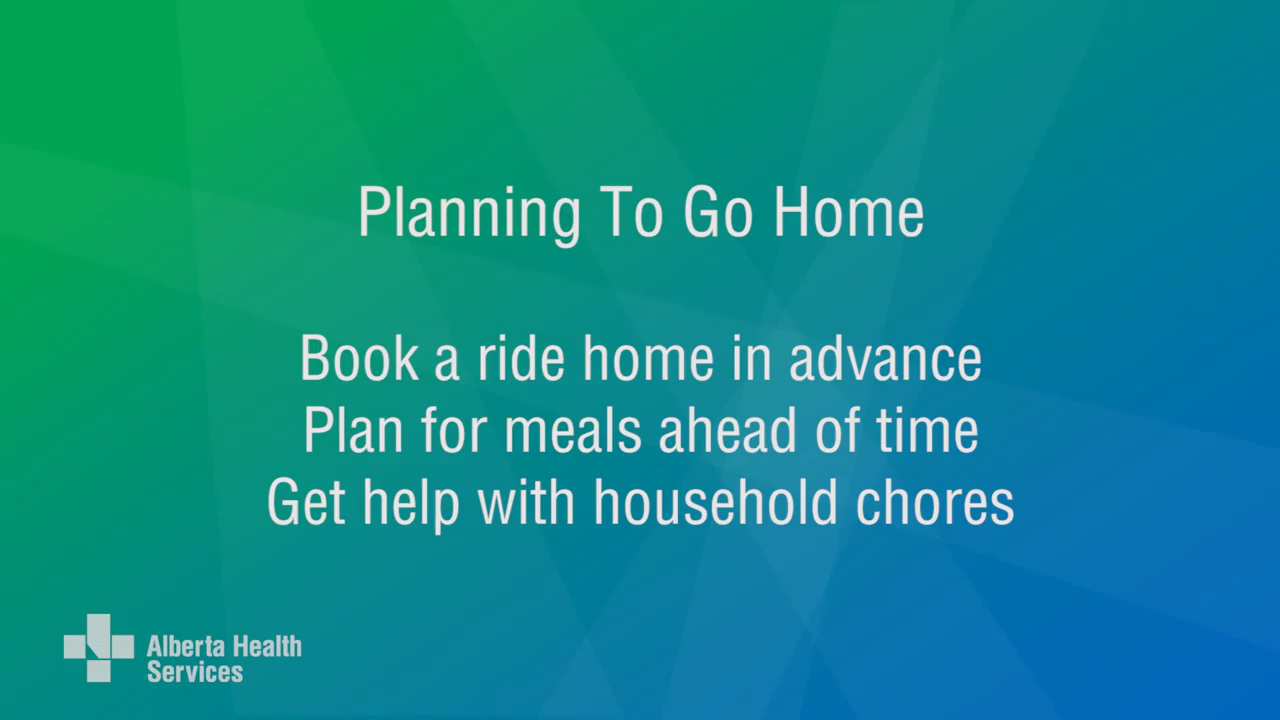 Planning To Go Home
Book a ride home in advance
Plan for meals ahead of time
Get help with household chores
Alberta Health
Services